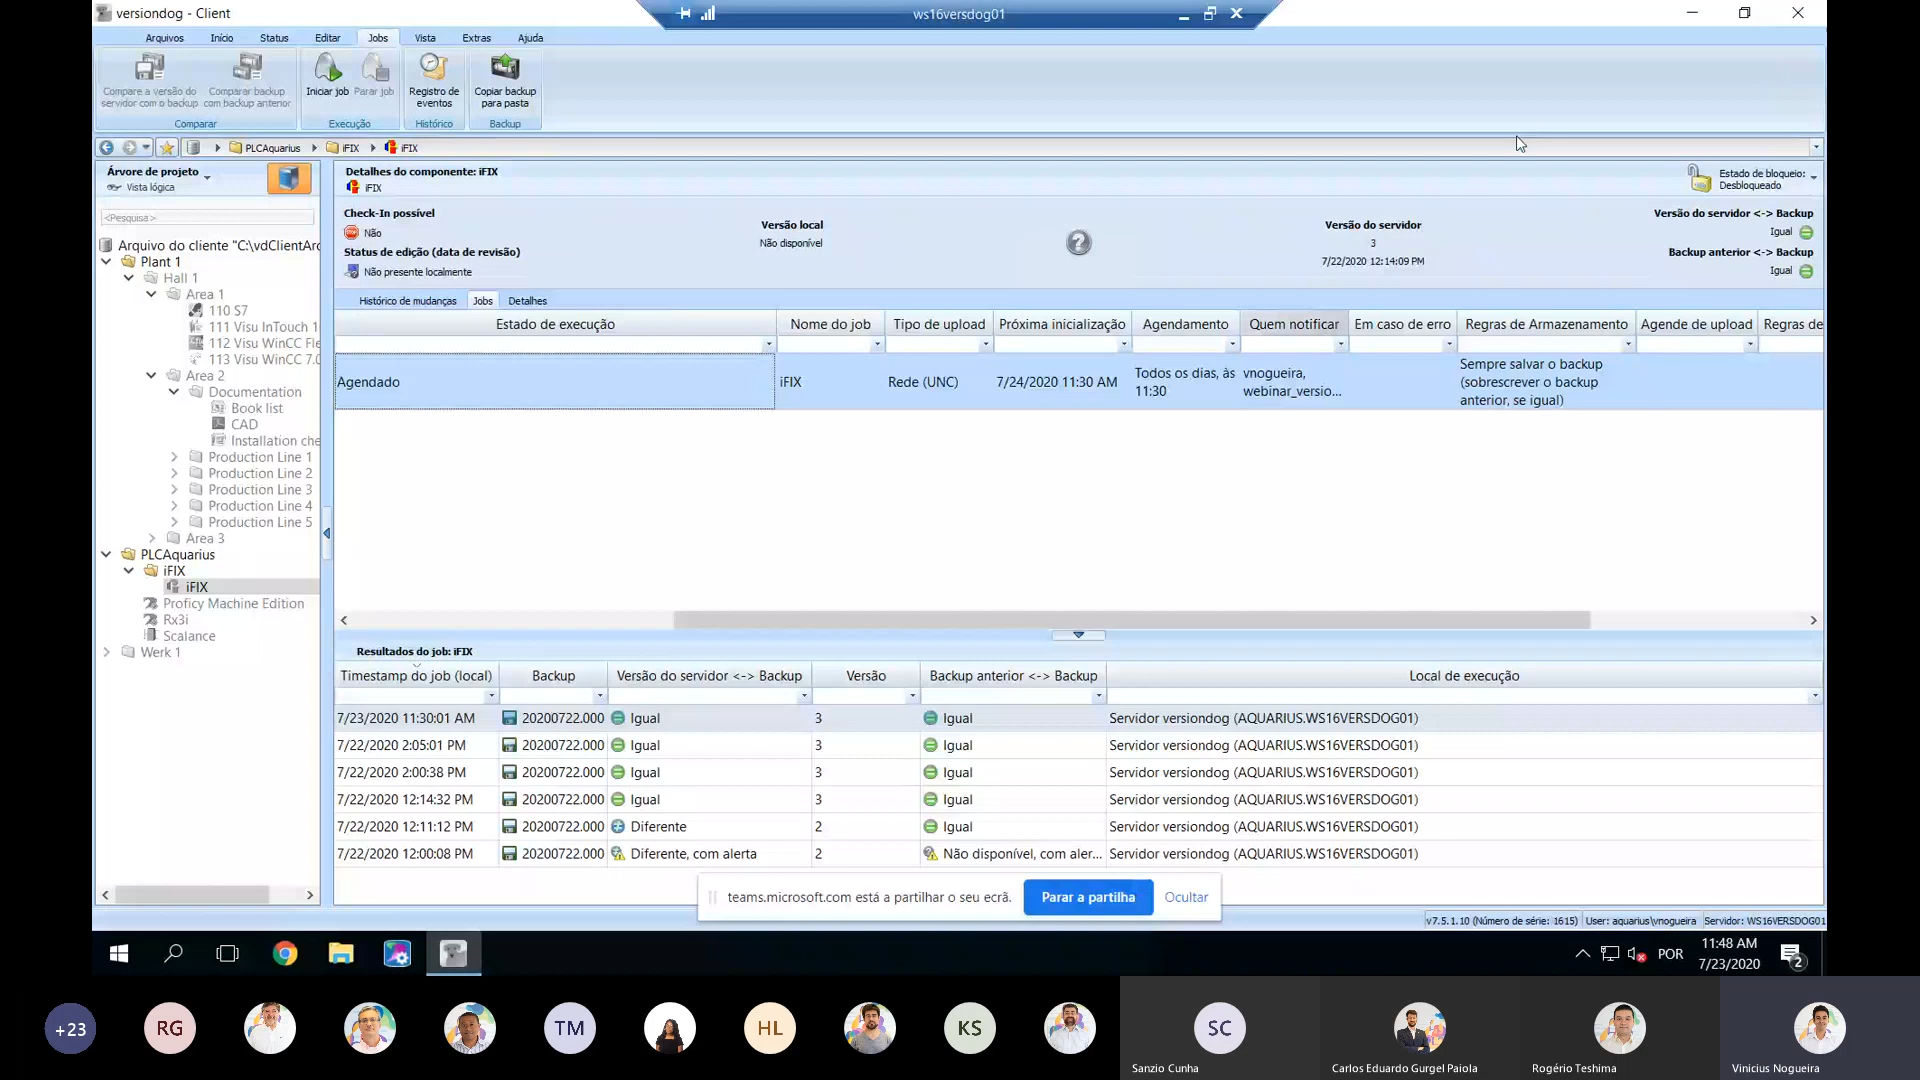 versiondog - Client
ws16versdog01
Arquivos Início Status Editar Jobs Vista Extras Ajuda
Compare a versão do servidor com o backup
Comparar backup com backup anterior
Iniciar job
Parar job
Registro de eventos
Copiar backup para pasta
Comparar Execução Histórico Backup
PLCAquarius iFIX iFIX
Árvore de projeto
Vista lógica
<Pesquisa>
Arquivo do cliente "C:\vdClientArc
Plant 1
Hall 1
Area 1
110 S7
111 Visu InTouch 1
112 Visu WinCC Fle
113 Visu WinCC 7.0
Area 2
Documentation
Book list
CAD
Installation che
Production Line 1
Production Line 2
Production Line 3
Production Line 4
Production Line 5
Area 3
PLCAquarius
iFIX
iFIX
Proficy Machine Edition
Rx3i
Scalance
Werk 1
Detalhes do componente: iFIX
iFIX
Estado de bloqueio:
Desbloqueado
Check-In possível
Não
Status de edição (data de revisão)
Não presente localmente
Versão local
Não disponível
Versão do servidor
3
7/22/2020 12:14:09 PM
Versão do servidor <-> Backup
Igual
Backup anterior <-> Backup
Igual
Histórico de mudanças Jobs Detalhes
Estado de execução Nome do job Tipo de upload Próxima inicialização Agendamento Quem notificar Em caso de erro Regras de Armazenamento Agende de upload Regras de
Agendado iFIX Rede (UNC) 7/24/2020 11:30 AM Todos os dias, às 11:30 vnogueira, webinar_versio... Sempre salvar o backup (sobrescrever o backup anterior, se igual)
Resultados do job: iFIX
Timestamp do job (local) Backup Versão do servidor <-> Backup Versão Backup anterior <-> Backup Local de execução
7/23/2020 11:30:01 AM 20200722.000 Igual 3 Igual Servidor versiondog (AQUARIUS.WS16VERSDOG01)
7/22/2020 2:05:01 PM 20200722.000 Igual 3 Igual Servidor versiondog (AQUARIUS.WS16VERSDOG01)
7/22/2020 2:00:38 PM 20200722.000 Igual 3 Igual Servidor versiondog (AQUARIUS.WS16VERSDOG01)
7/22/2020 12:14:32 PM 20200722.000 Igual 3 Igual Servidor versiondog (AQUARIUS.WS16VERSDOG01)
7/22/2020 12:11:12 PM 20200722.000 Diferente 2 Igual Servidor versiondog (AQUARIUS.WS16VERSDOG01)
7/22/2020 12:00:08 PM 20200722.000 Diferente, com alerta 2 Não disponível, com aler... Servidor versiondog (AQUARIUS.WS16VERSDOG01)
teams.microsoft.com está a partilhar o seu ecrã. Parar a partilha Ocultar
v7.5.1.10 (Número de série: 1615) User: aquarius\vnogueira Servidor: WS16VERSDOG01
POR
11:48 AM
7/23/2020
2
+23 RG TM HL KS SC
Sanzio Cunha Carlos Eduardo Gurgel Paiola Rogério Teshima Vinicius Nogueira